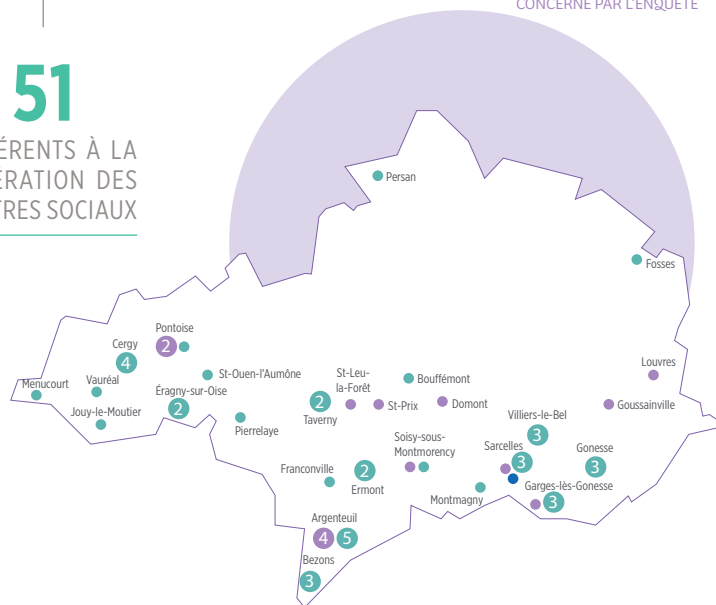 CONCERNÉ PAR L'ENQUÊTE
51
ÉRENTS À LA
ÉRATION DES
TRES SOCIAUX
Persan
Fosses
Pontoise
2
Cergy
4
St-Ouen-l'Aumône
Menucourt
Vauréal
Éragny-sur-Oise
2
Jouy-le-Moutier
Pierrelaye
St-Leu-
la-Forêt
Bouffémont
Louvres
2
Taverny
St-Prix
Domont
Goussainville
Villiers-le-Bel
3
Soisy-sous-
Montmorency
Sarcelles
3
Gonesse
3
Franconville
2
Ermont
Montmagny
Garges-lès-Gonesse
3
Argenteuil
4 5
Bezons
3